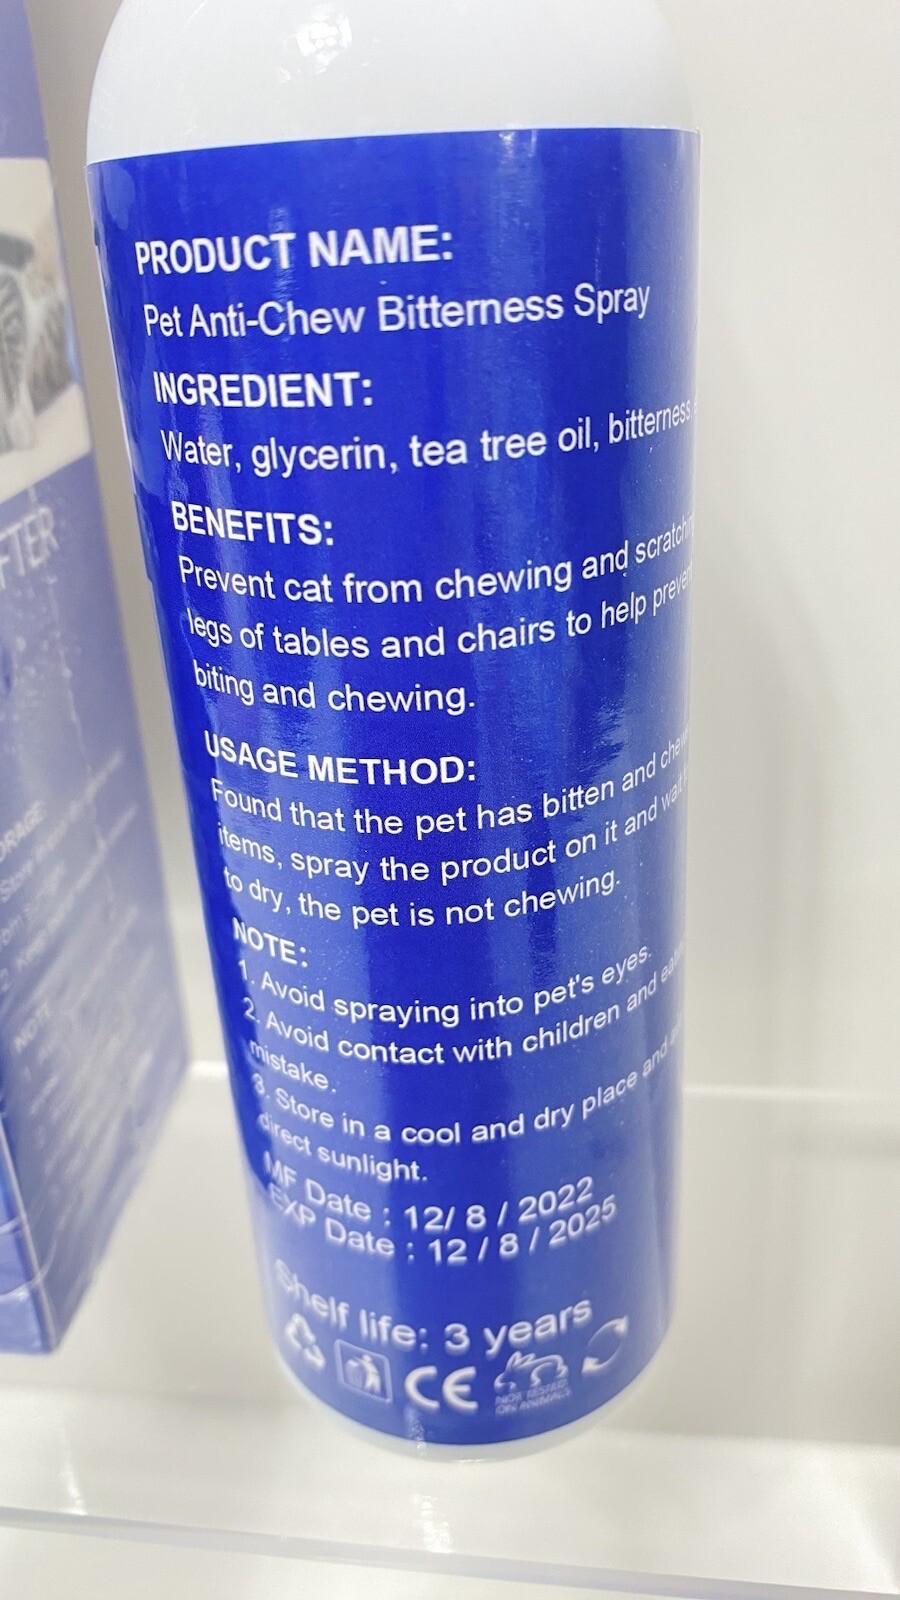 PRODUCT NAME:
Pet Anti-Chew Bitterness Spray
INGREDIENT:
Water, glycerin, tea tree oil, bitterness
BENEFITS:
Prevent cat from chewing and
legs of tables and chairs to help
biting and chewing.
USAGE METHOD:
Found that the pet has bitten and
items, spray the product on it and wait
to dry, the pet is not chewing.
NOTE:
1. Avoid spraying into pet's eyes.
2. Avoid contact with children and
mistake.
3. Store in a cool and dry place and
direct sunlight.
MF Date : 12/ 8 / 2022
EXP Date : 12 / 8 / 2025
Shelf life: 3 years
CE
NOT TESTED
ON ANIMALS
FTER
NOTE